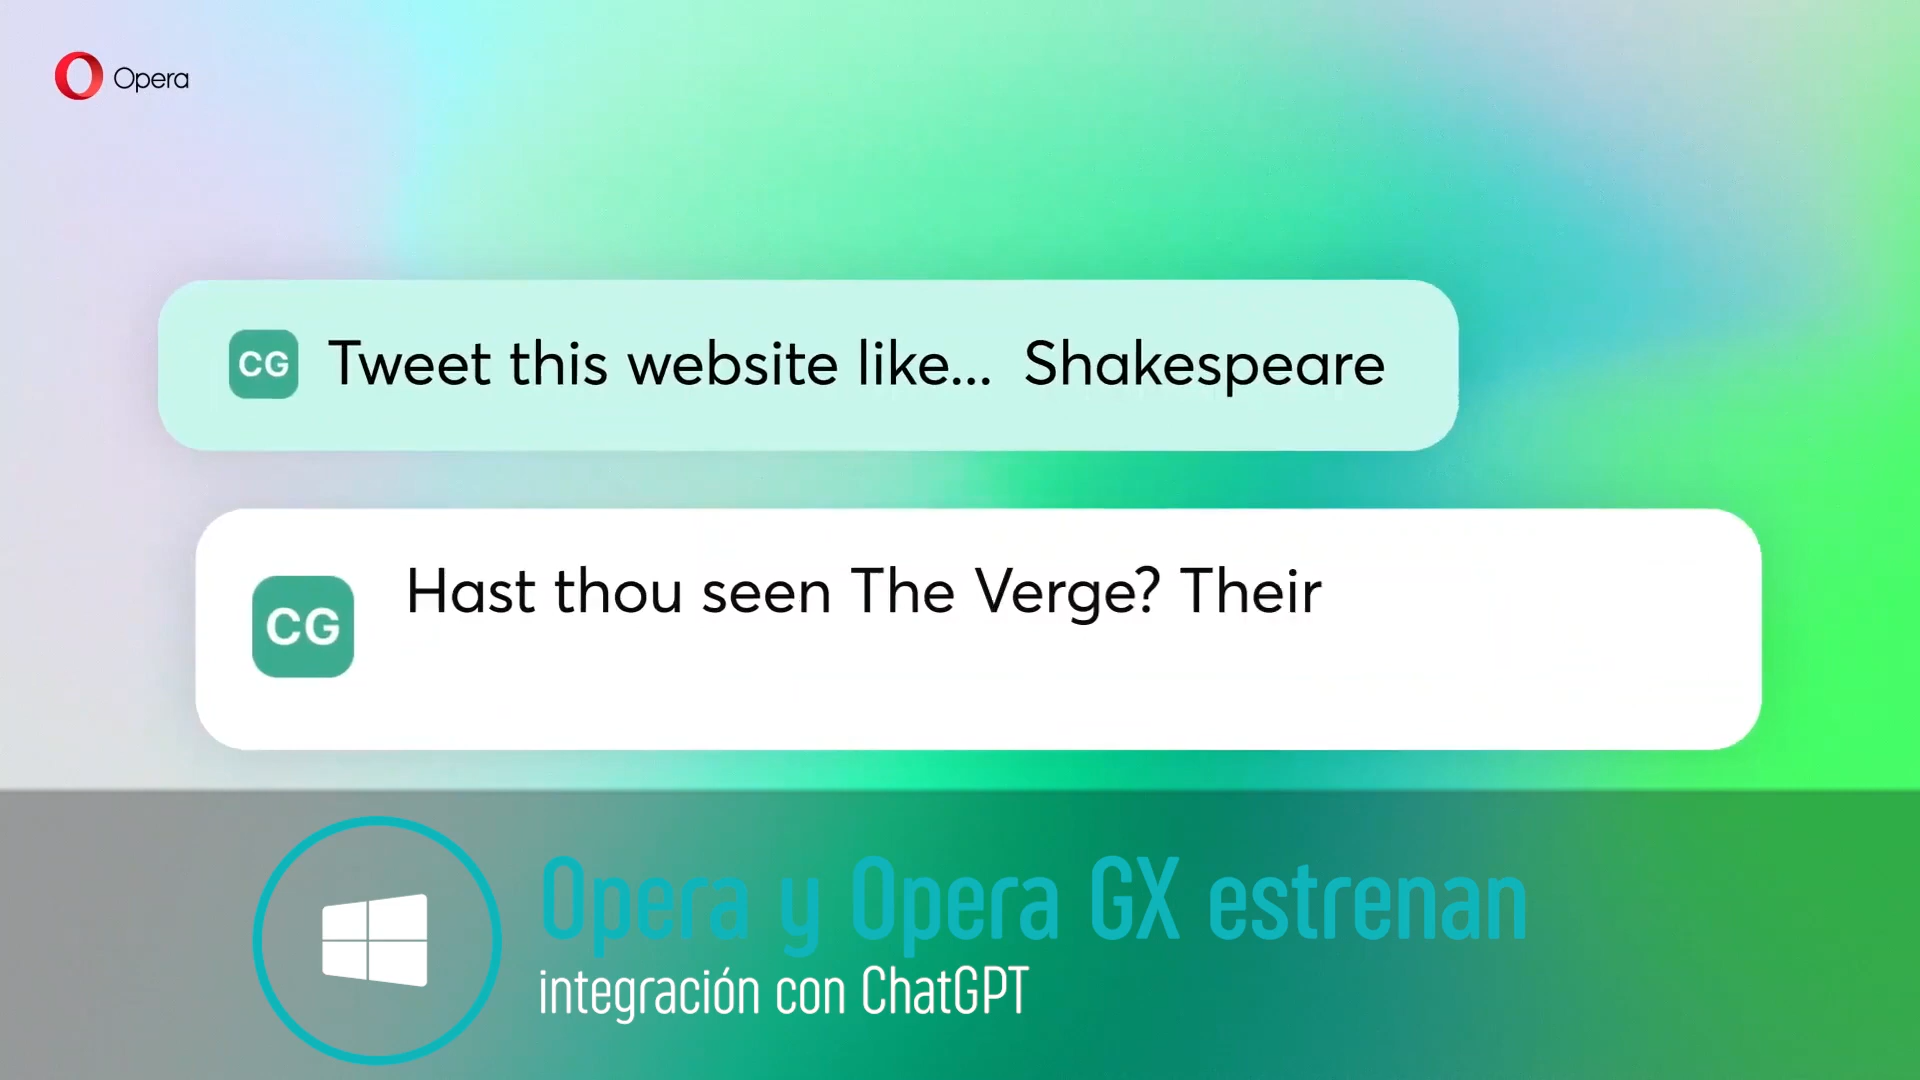 Opera
CG Tweet this website like... Shakespeare
CG Hast thou seen The Verge? Their
Opera y Opera GX estrenan
integración con ChatGPT